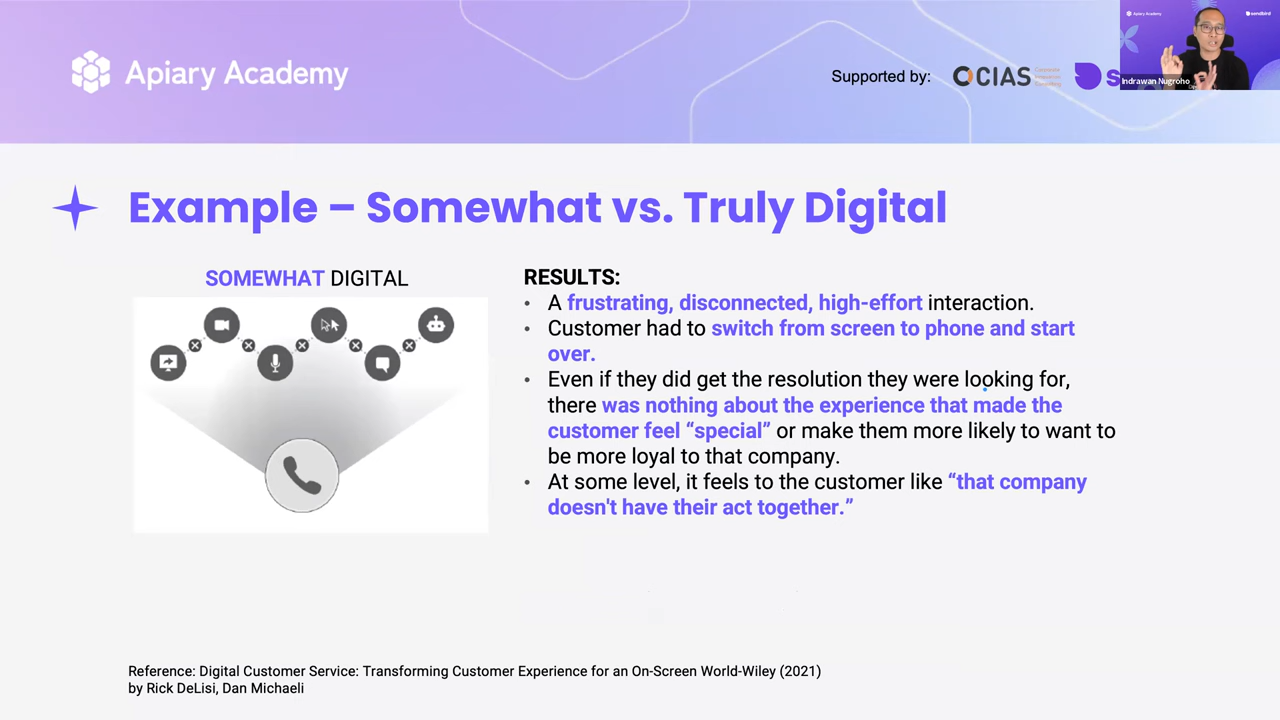 Apiary Academy
Supported by:
CIAS
S
Apiary Academy
sendbird
Indrawan Nugroho
Example – Somewhat vs. Truly Digital
SOMEWHAT DIGITAL
RESULTS:
• A frustrating, disconnected, high-effort interaction.
• Customer had to switch from screen to phone and start
over.
• Even if they did get the resolution they were looking for,
there was nothing about the experience that made the
customer feel “special” or make them more likely to want to
be more loyal to that company.
• At some level, it feels to the customer like “that company
doesn't have their act together.”
Reference: Digital Customer Service: Transforming Customer Experience for an On-Screen World-Wiley (2021)
by Rick DeLisi, Dan Michaeli